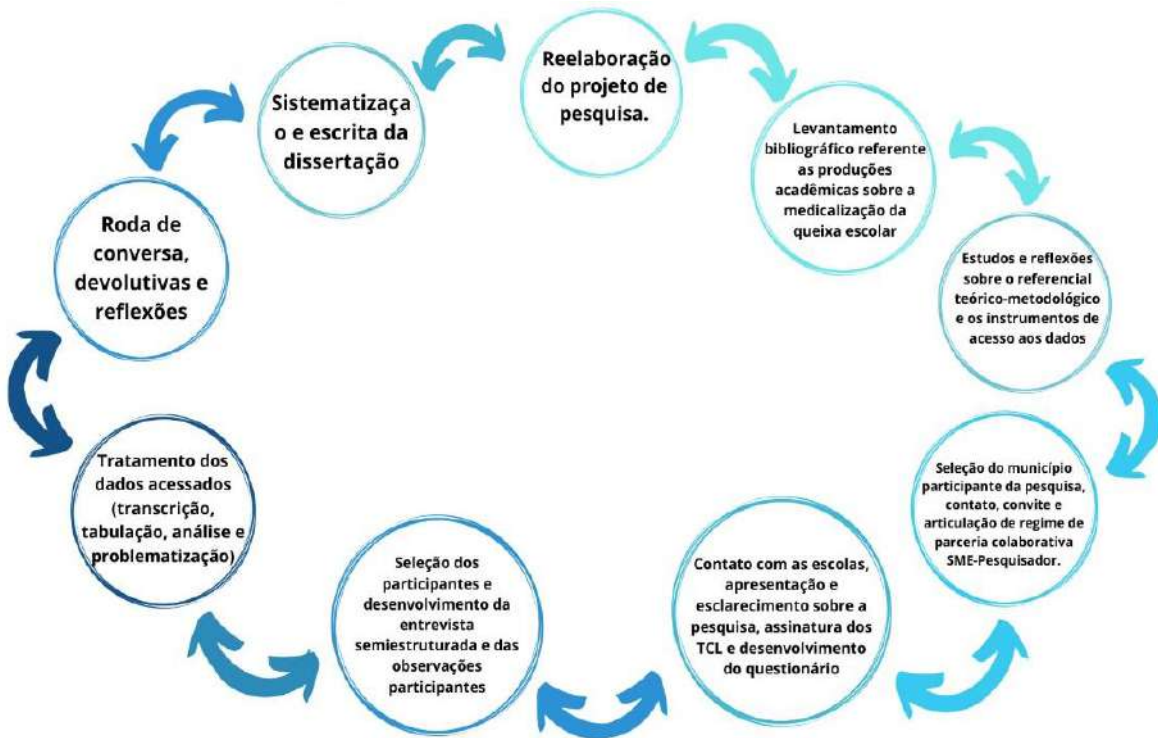 Reelaboração
do projeto de
pesquisa.
Levantamento
bibliográfico referente
as produções
acadêmicas sobre a
medicalização da
queixa escolar
Estudos e reflexões
sobre o referencial
teórico-metodológico
e os instrumentos de
acesso aos dados
Seleção do município
participante da pesquisa,
contato, convite e
articulação de regime de
parceria colaborativa
SME-Pesquisador.
Contato com as escolas,
apresentação e
esclarecimento sobre a
pesquisa, assinatura dos
TCL e desenvolvimento
do questionário
Seleção dos
participantes e
desenvolvimento da
entrevista
semiestruturada e das
observações
participantes
Tratamento dos
dados acessados
(transcrição,
tabulação, análise e
problematização)
Roda de
conversa,
devolutivas e
reflexões
Sistematizaça
o e escrita da
dissertação